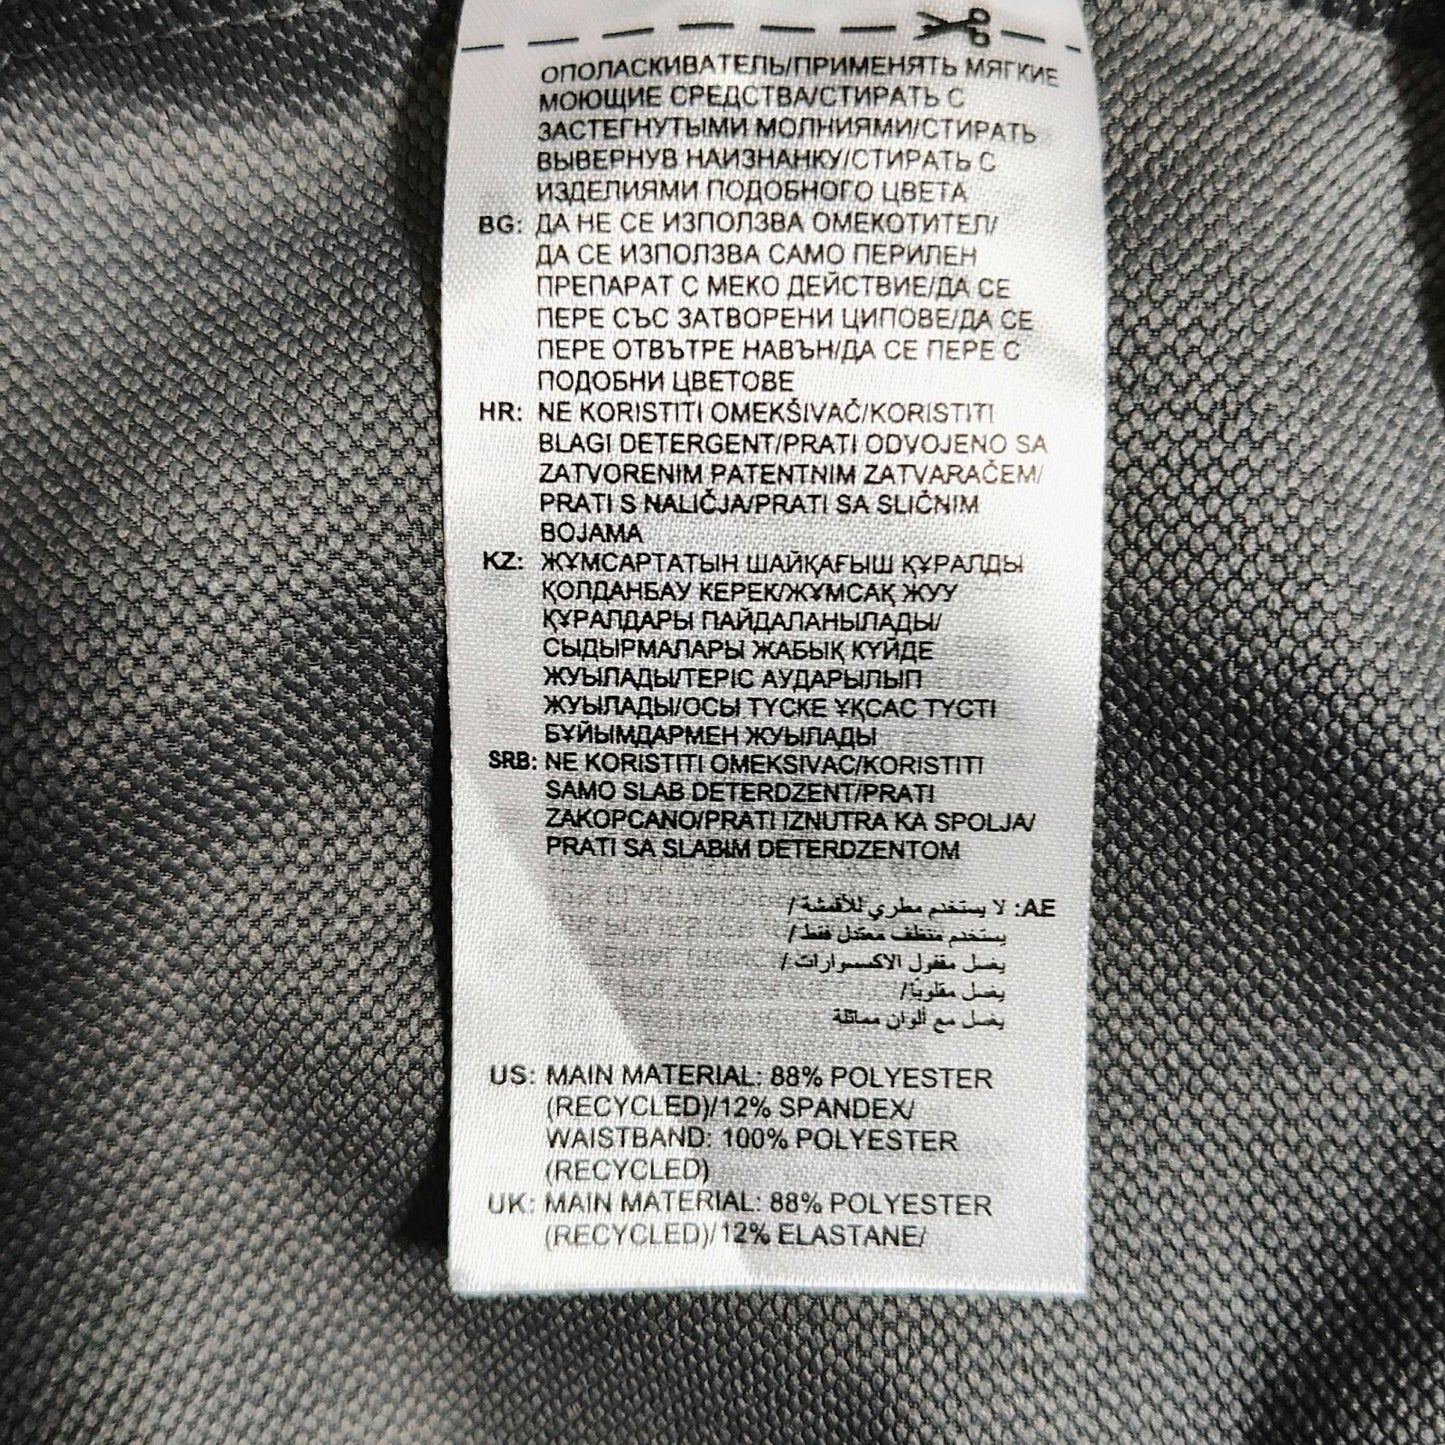 ОПОЛАСКИВАТЕЛЬ/ПРИМЕНЯТЬ МЯГКИЕ
МОЮЩИЕ СРЕДСТВА/СТИРАТЬ С
ЗАСТЕГНУТЫМИ МОЛНИЯМИ/СТИРАТЬ
ВЫВЕРНУВ НАИЗНАНКУ/СТИРАТЬ С
ИЗДЕЛИЯМИ ПОДОБНОГО ЦВЕТА
BG: ДА НЕ СЕ ИЗПОЛЗВА ОМЕКОТИТЕЛ/
ДА СЕ ИЗПОЛЗВА САМО ПЕРИЛЕН
ПРЕПАРАТ С МЕКО ДЕЙСТВИЕ/ДА СЕ
ПЕРЕ СЪС ЗАТВОРЕНИ ЦИПОВЕ/ДА СЕ
ПЕРЕ ОТВЪТРЕ НАВЪН/ДА СЕ ПЕРЕ С
ПОДОБНИ ЦВЕТОВЕ
HR: NE KORISTITI OMEKŠIVAČ/KORISTITI
BLAGI DETERGENT/PRATI ODVOJENO SA
ZATVORENIM PATENTNIM ZATVARAČEM/
PRATI S NALIČJA/PRATI SA SLIČNIM
BOJAMA
KZ: ЖҰМСАРТАТЫН ШАЙҚАҒЫШ ҚҰРАЛДЫ
ҚОЛДАНБАУ КЕРЕК/ЖҰМСАҚ ЖУУ
ҚҰРАЛДАРЫ ПАЙДАЛАНЫЛАДЫ/
СЫДЫРМАЛАРЫ ЖАБЫҚ КҮЙДЕ
ЖУЫЛАДЫ/ТЕРІС АУДАРЫЛЫП
ЖУЫЛАДЫ/ОСЫ ТҮСКЕ ҰҚСАС ТҮСТІ
БҰЙЫМДАРМЕН ЖУЫЛАДЫ
SRB: NE KORISTITI OMEKSIVAC/KORISTITI
SAMO SLAB DETERDZENT/PRATI
ZAKOPCANO/PRATI IZNUTRA KA SPOLJA/
PRATI SA SLABIM DETERDZENTOM
AE: لا يستخدم مطري للأقمشة/
يستخدم منظف معتدل فقط/
يغسل مقفول الاكسسوارات/
يغسل مقلوبا/
يغسل مع ألوان مماثلة
US: MAIN MATERIAL: 88% POLYESTER
(RECYCLED)/12% SPANDEX/
WAISTBAND: 100% POLYESTER
(RECYCLED)
UK: MAIN MATERIAL: 88% POLYESTER
(RECYCLED)/12% ELASTANE/